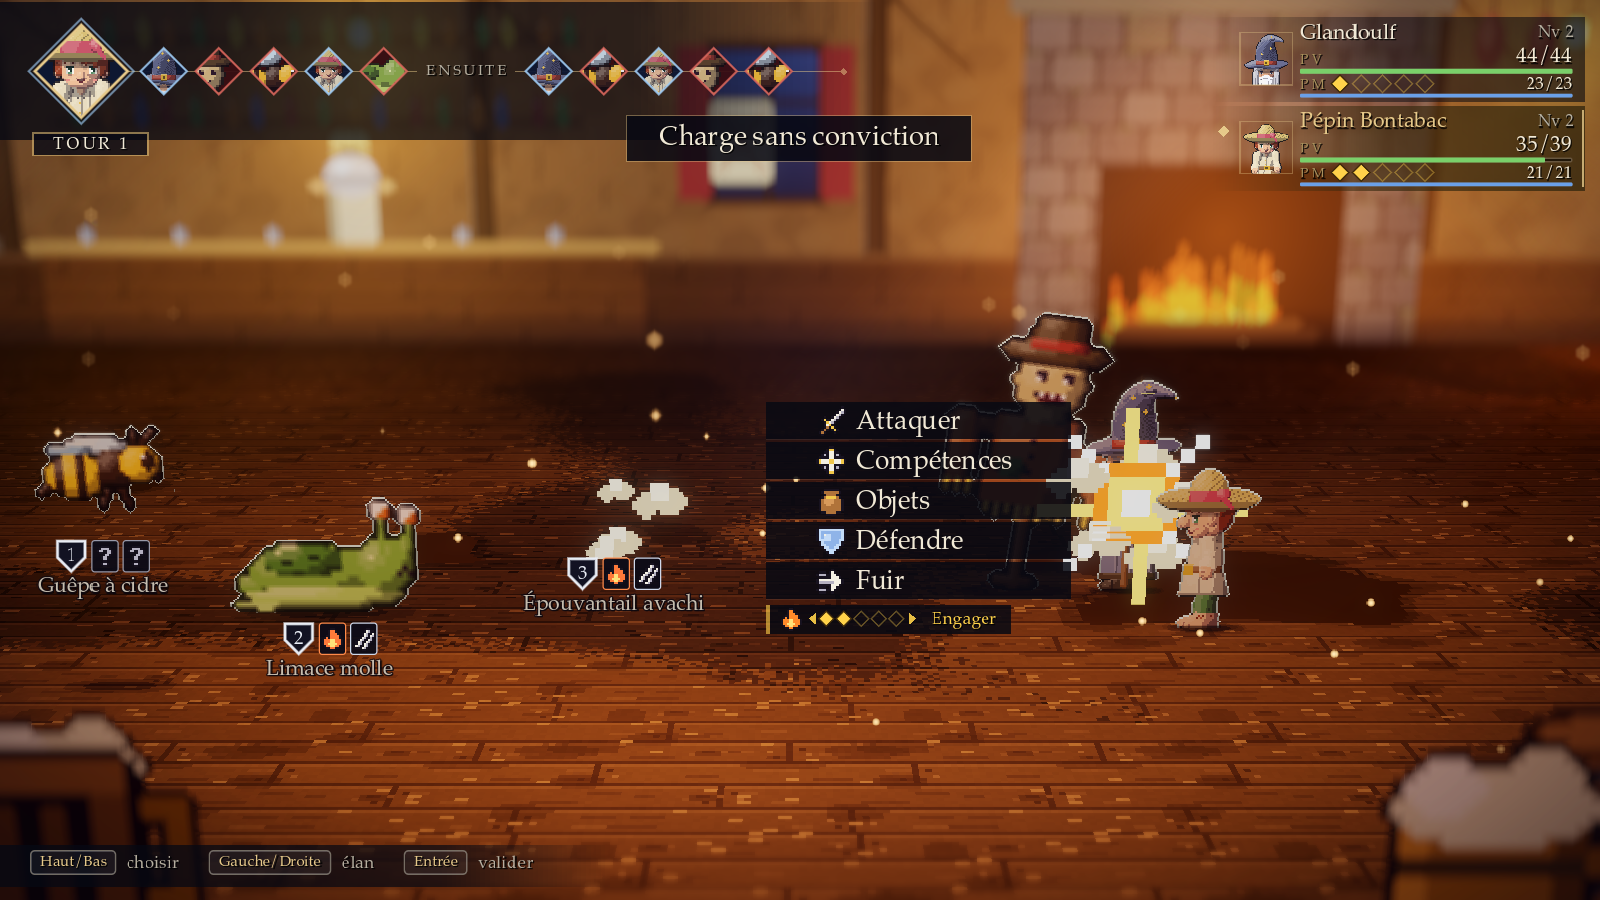 ENSUITE
TOUR 1
Charge sans conviction
Glandoulf Nv 2
PV 44/44
PM 23/23
Pépin Bontabac Nv 2
PV 35/39
PM 21/21
Attaquer
Compétences
Objets
Défendre
Fuir
Engager
1 ? ?
Guêpe à cidre
2
Limace molle
3
Épouvantail avachi
Haut/Bas choisir Gauche/Droite élan Entrée valider